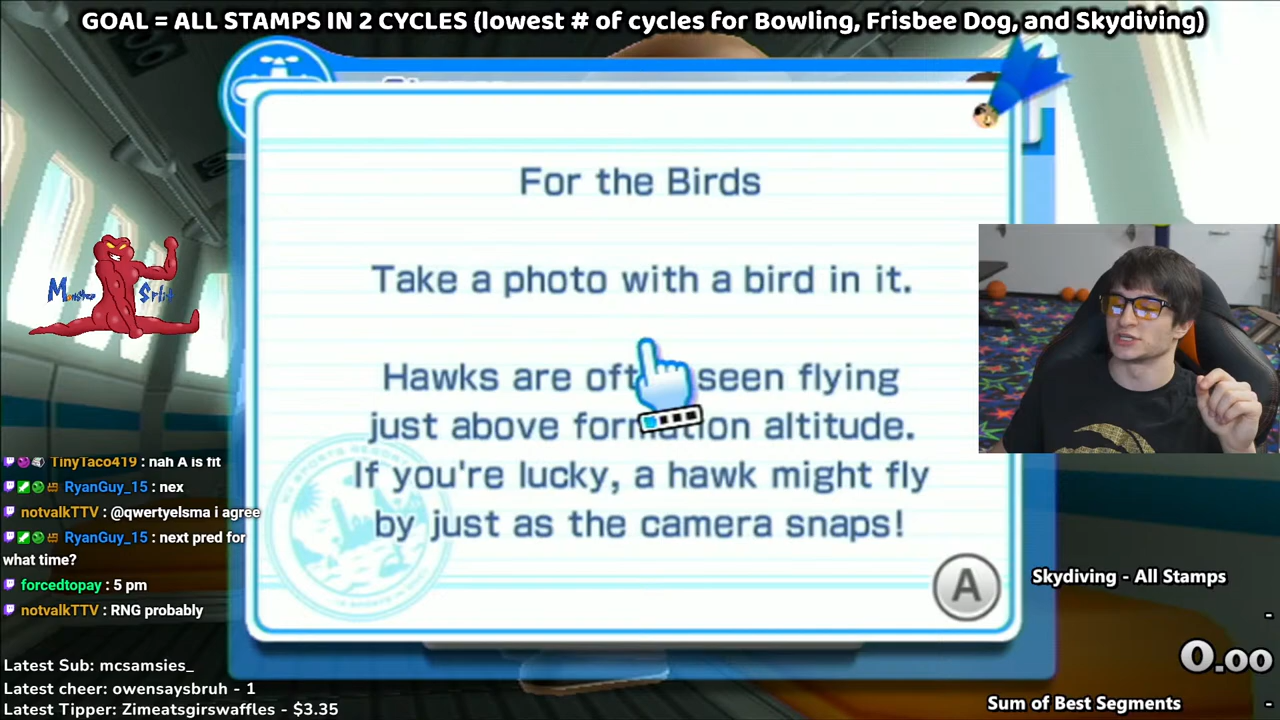 GOAL = ALL STAMPS IN 2 CYCLES (lowest # of cycles for Bowling, Frisbee Dog, and Skydiving)
For the Birds
Take a photo with a bird in it.
Hawks are often seen flying
just above formation altitude.
If you're lucky, a hawk might fly
by just as the camera snaps!
A
Monster Split
TinyTaco419 : nah A is fit
RyanGuy_15 : nex
notvalkTTV : @qwertyelsma i agree
RyanGuy_15 : next pred for
what time?
forcedtopay : 5 pm
notvalkTTV : RNG probably
Latest Sub: mcsamsies_
Latest cheer: owensaysbruh - 1
Latest Tipper: Zimeatsgirswaffles - $3.35
Skydiving - All Stamps
-
0.00
Sum of Best Segments
-